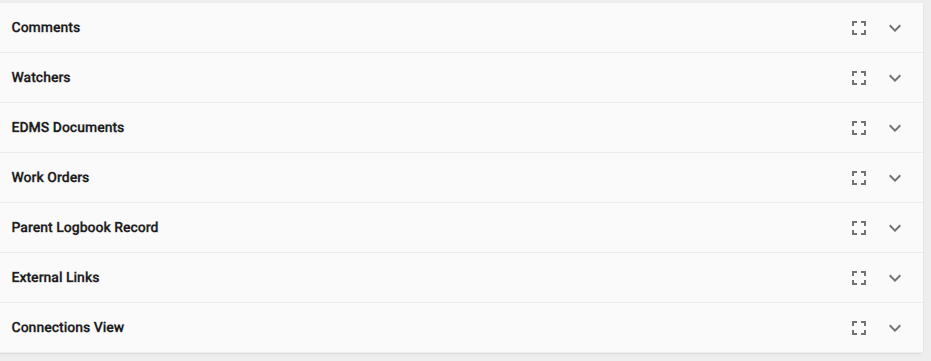 Comments
Watchers
EDMS Documents
Work Orders
Parent Logbook Record
External Links
Connections View